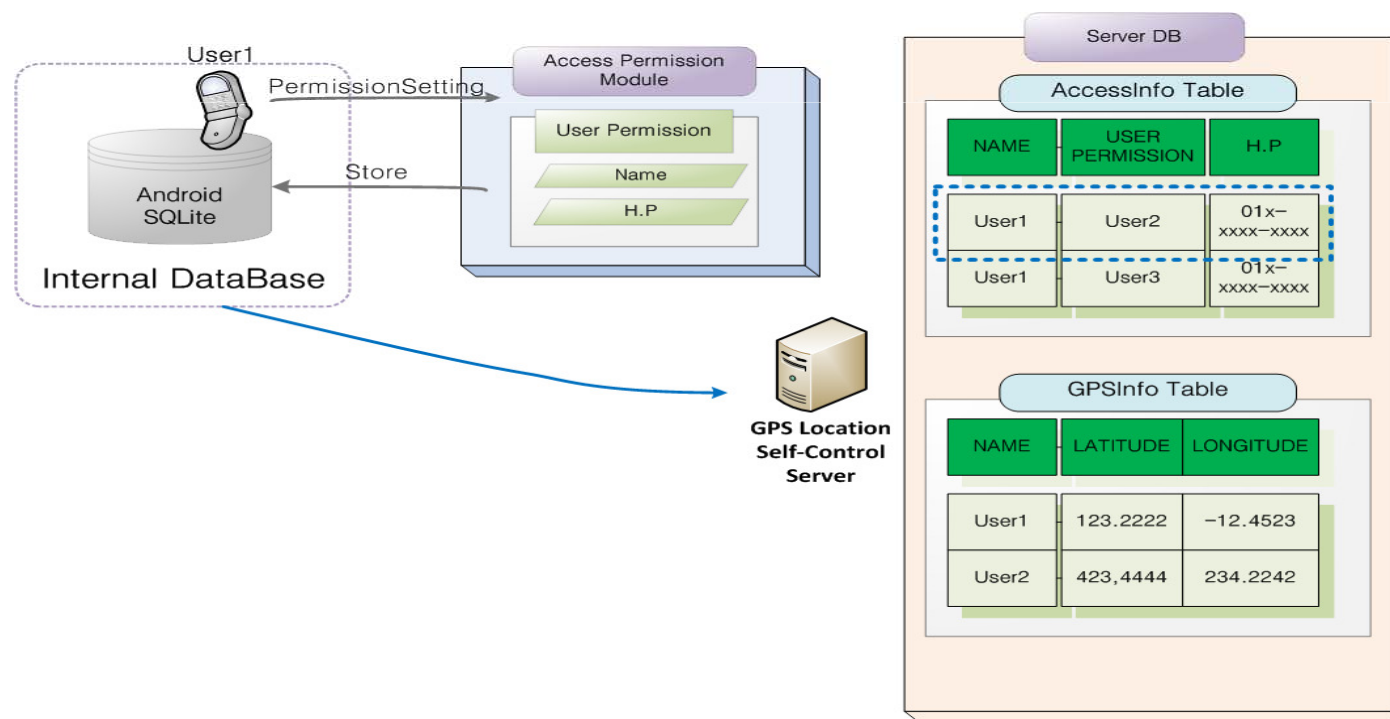 User1
PermissionSetting
Store
Android
SQLite
Internal DataBase
Access Permission
Module
User Permission
Name
H.P
GPS Location
Self-Control
Server
Server DB
AccessInfo Table
NAME USER PERMISSION H.P
User1 User2 01x-
xxxx-xxxx
User1 User3 01x-
xxxx-xxxx
GPSInfo Table
NAME LATITUDE LONGITUDE
User1 123.2222 -12.4523
User2 423,4444 234.2242